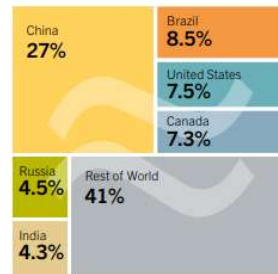 China
27%
Brazil
8.5%
United States
7.5%
Canada
7.3%
Russia
4.5%
Rest of World
41%
India
4.3%